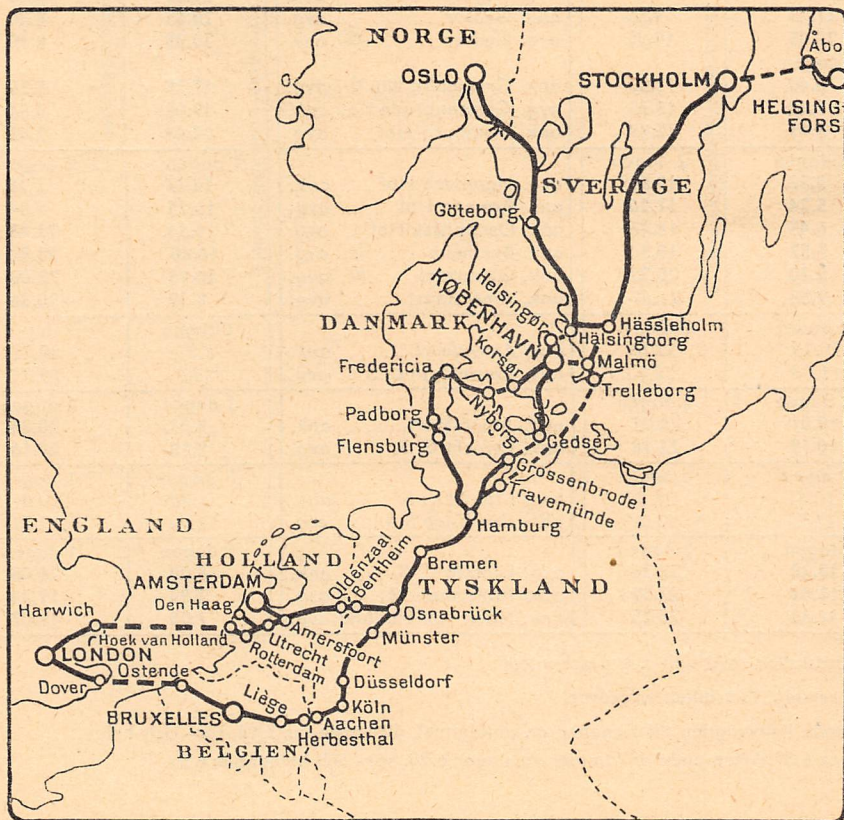 NORGE
OSLO
STOCKHOLM
Åbo
HELSING-
FORS
SVERIGE
Göteborg
Helsingør
KØBENHAVN
DANMARK
Hässleholm
Hälsingborg
Korsør
Malmö
Fredericia
Trelleborg
Nyborg
Padborg
Gedser
Flensburg
Grossenbrode
Travemünde
Hamburg
ENGLAND
HOLLAND
Oldenzaal
Bentheim
Bremen
AMSTERDAM
TYSKLAND
Den Haag
Osnabrück
Harwich
Amersfoort
Hoek van Holland
Utrecht
Münster
Rotterdam
LONDON
Ostende
Dover
Düsseldorf
Liège
Köln
BRUXELLES
Aachen
Herbesthal
BELGIEN